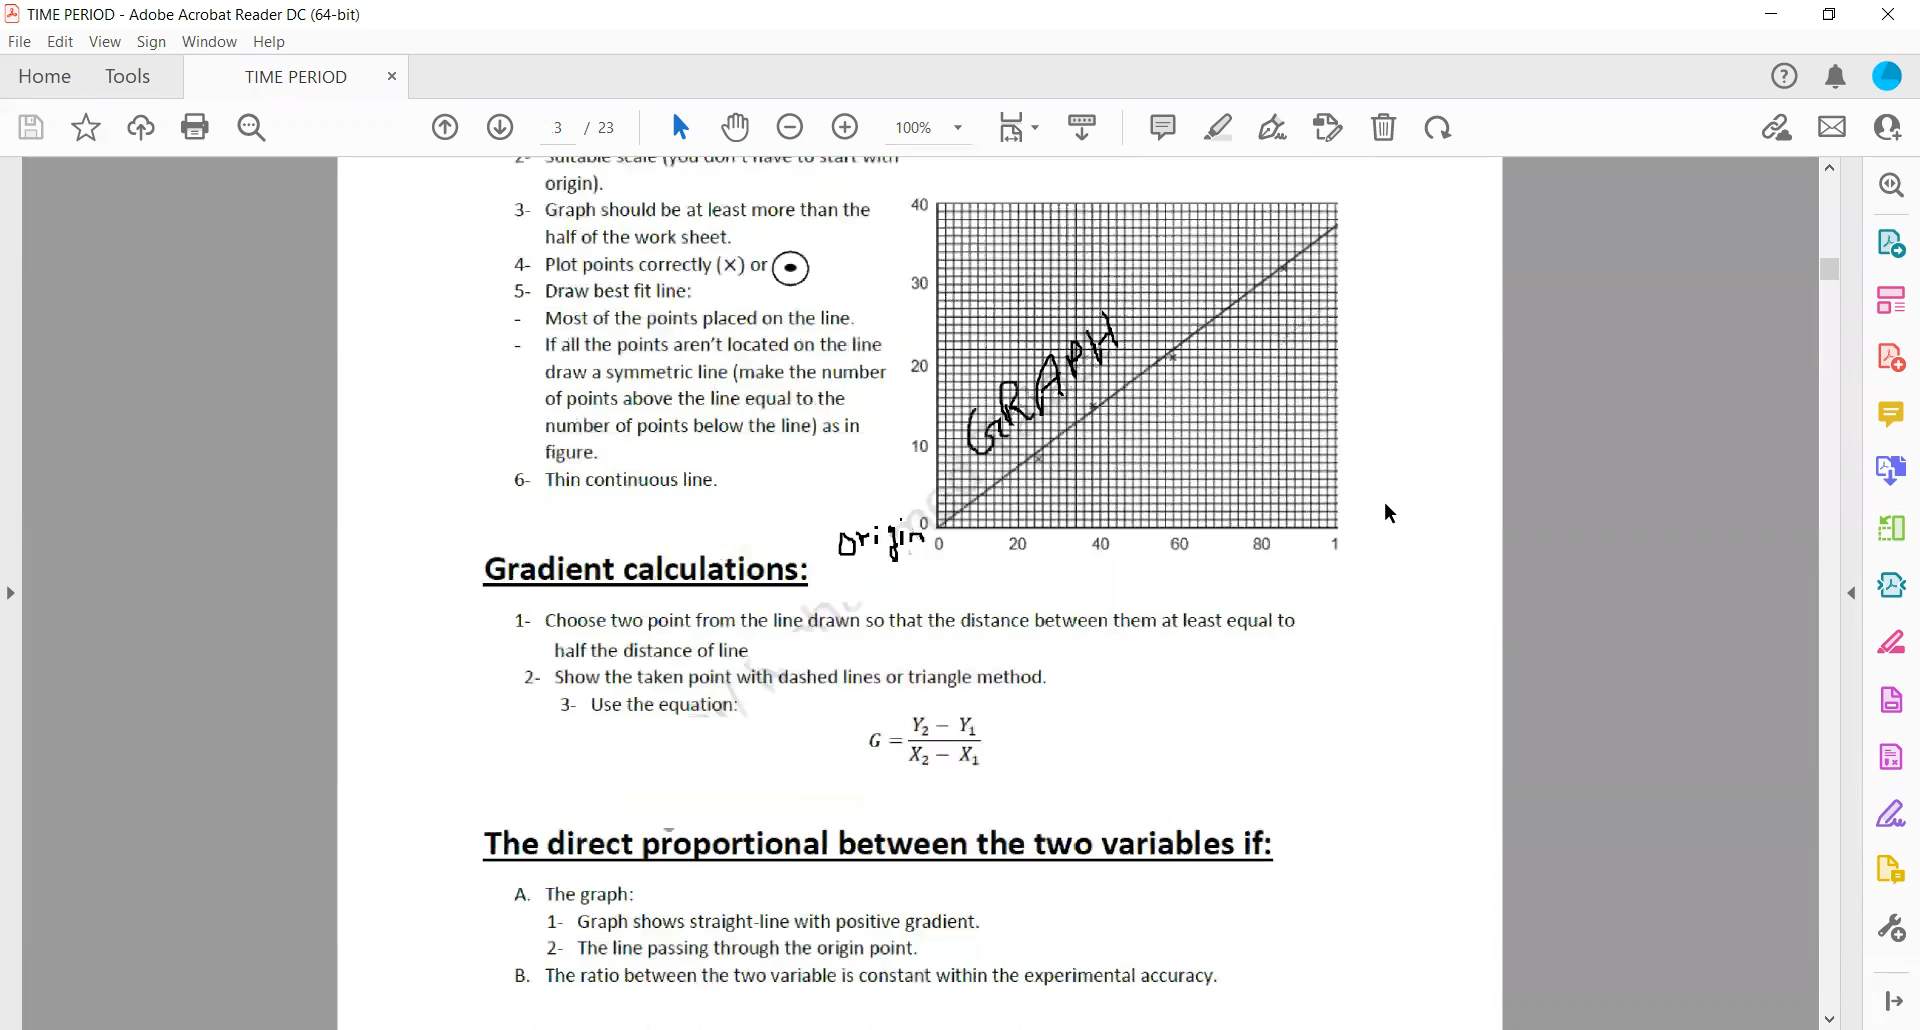 TIME PERIOD - Adobe Acrobat Reader DC (64-bit)
File Edit View Sign Window Help
Home Tools TIME PERIOD ×
3 / 23 100%
2- Suitable scale (you don't have to start with
origin).
3- Graph should be at least more than the
half of the work sheet.
4- Plot points correctly (×) or
5- Draw best fit line:
- Most of the points placed on the line.
- If all the points aren't located on the line
draw a symmetric line (make the number
of points above the line equal to the
number of points below the line) as in
figure.
6- Thin continuous line.
40
30
20
10
0
0 20 40 60 80 1
GRAPH
origin
Gradient calculations:
1- Choose two point from the line drawn so that the distance between them at least equal to
half the distance of line
2- Show the taken point with dashed lines or triangle method.
3- Use the equation:
G = (Y₂ − Y₁) / (X₂ − X₁)
The direct proportional between the two variables if:
A. The graph:
1- Graph shows straight-line with positive gradient.
2- The line passing through the origin point.
B. The ratio between the two variable is constant within the experimental accuracy.